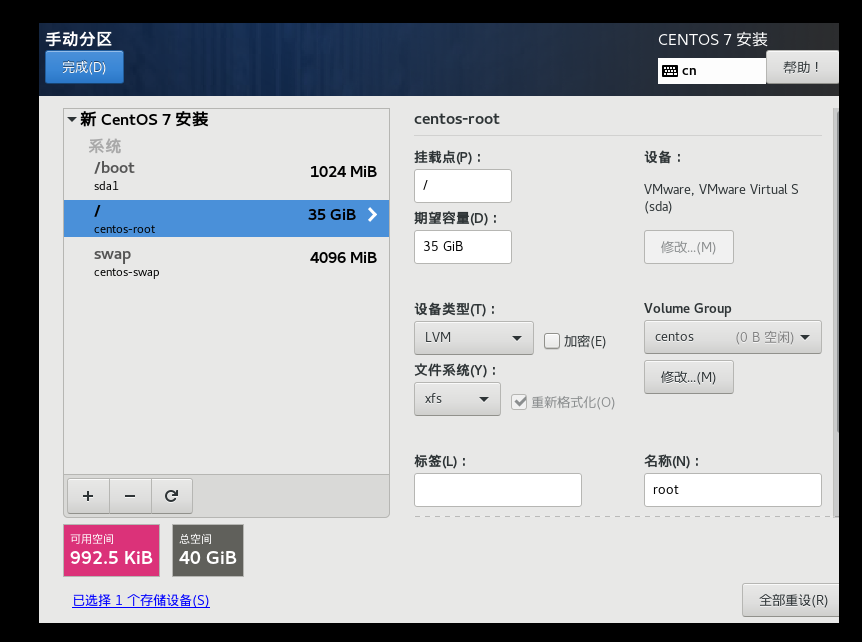 手动分区
CENTOS 7 安装
完成(D)
cn
帮助！
新 CentOS 7 安装
系统
/boot
1024 MiB
sda1
/
35 GiB
centos-root
swap
4096 MiB
centos-swap
centos-root
挂载点(P)：
/
期望容量(D)：
35 GiB
设备：
VMware, VMware Virtual S
(sda)
修改...(M)
设备类型(T)：
LVM
加密(E)
文件系统(Y)：
xfs
重新格式化(O)
Volume Group
centos (0 B 空闲)
修改...(M)
标签(L)：
名称(N)：
root
+ −
可用空间
992.5 KiB
总空间
40 GiB
已选择 1 个存储设备(S)
全部重设(R)